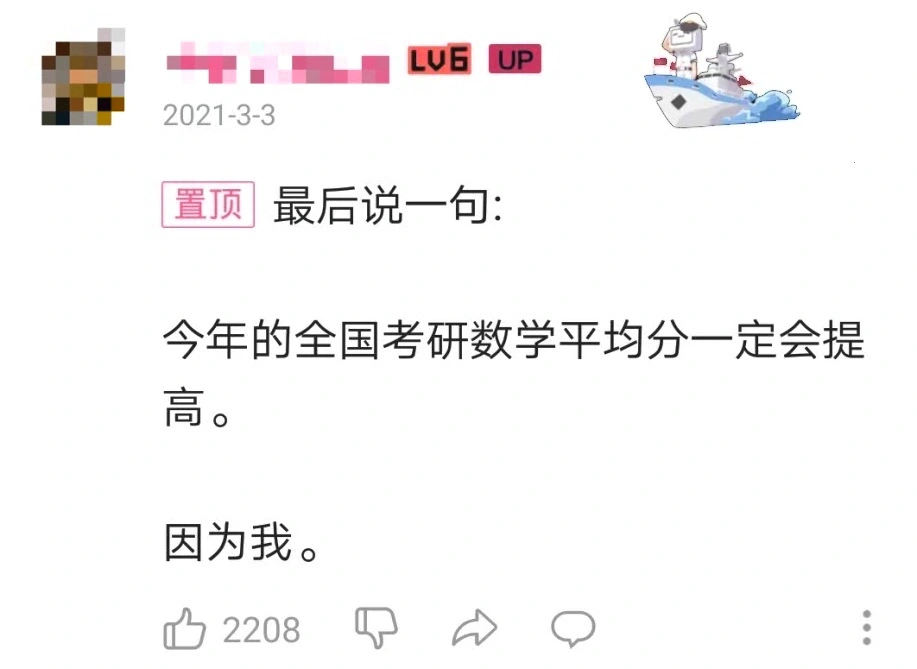 LV6 UP
2021-3-3
置顶 最后说一句:
今年的全国考研数学平均分一定会提
高。
因为我。
2208